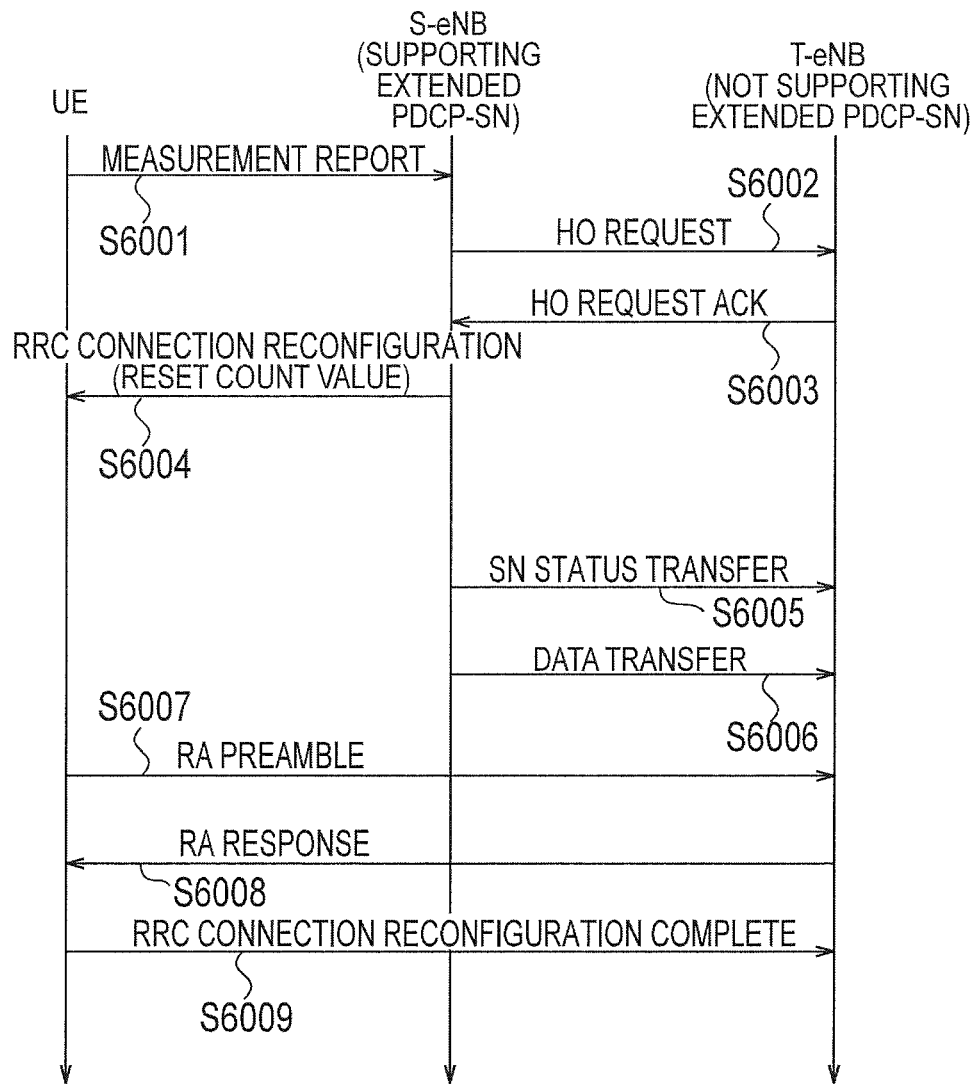 S-eNB
(SUPPORTING
EXTENDED
PDCP-SN)
T-eNB
(NOT SUPPORTING
EXTENDED PDCP-SN)
UE
MEASUREMENT REPORT
S6001
S6002
HO REQUEST
HO REQUEST ACK
S6003
RRC CONNECTION RECONFIGURATION
(RESET COUNT VALUE)
S6004
SN STATUS TRANSFER
S6005
DATA TRANSFER
S6006
S6007
RA PREAMBLE
RA RESPONSE
S6008
RRC CONNECTION RECONFIGURATION COMPLETE
S6009